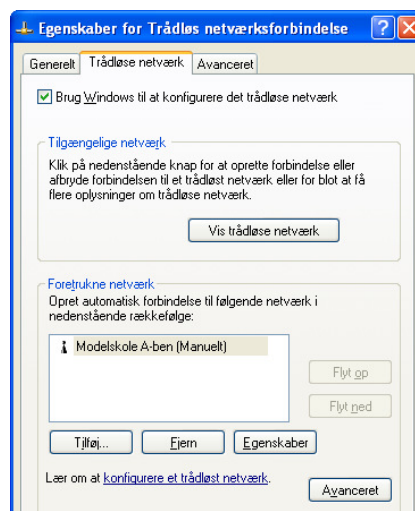 Egenskaber for Trådløs netværksforbindelse
Generelt Trådløse netværk Avanceret
Brug Windows til at konfigurere det trådløse netværk
Tilgængelige netværk
Klik på nedenstående knap for at oprette forbindelse eller
afbryde forbindelsen til et trådløst netværk eller for blot at få
flere oplysninger om trådløse netværk.
Vis trådløse netværk
Foretrukne netværk
Opret automatisk forbindelse til følgende netværk i
nedenstående rækkefølge:
Modelskole A-ben (Manuelt)
Flyt op
Flyt ned
Tilføj... Fjern Egenskaber
Lær om at konfigurere et trådløst netværk.
Avanceret